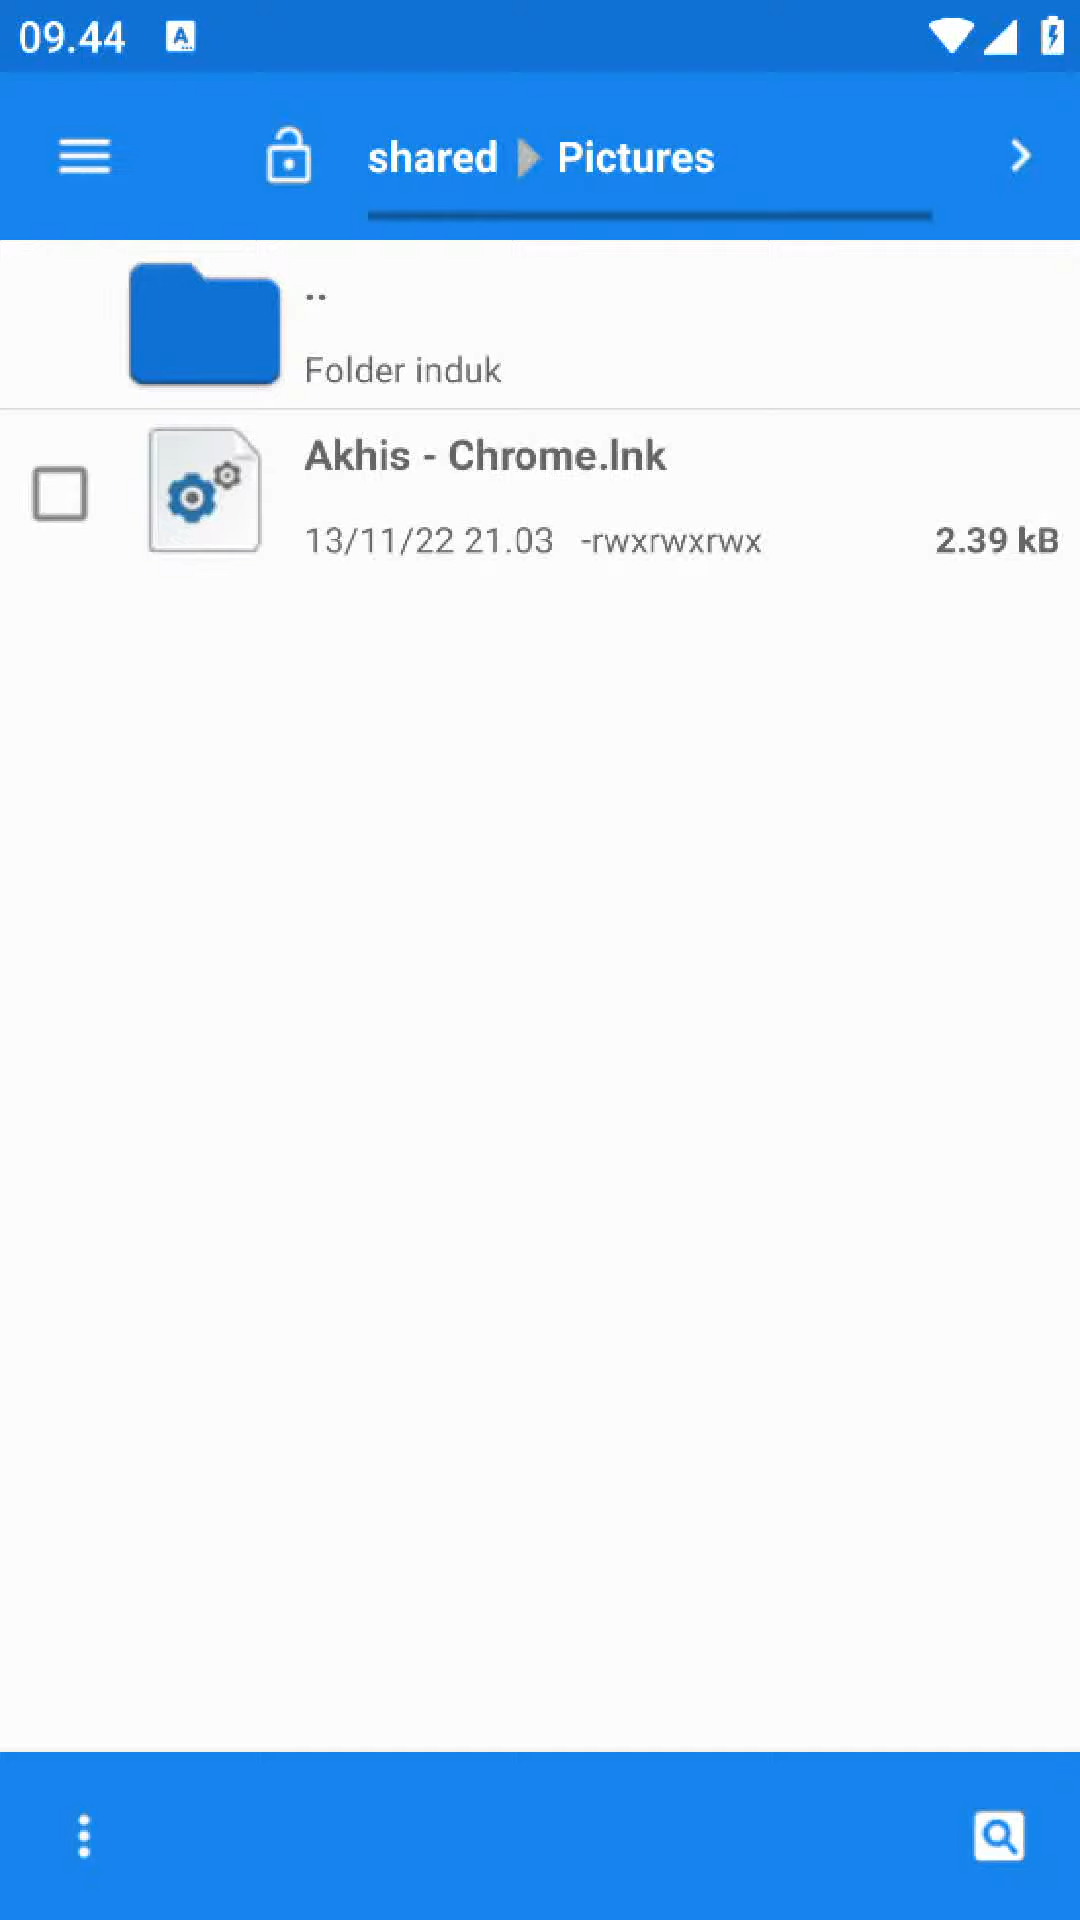 09.44
shared Pictures
..
Folder induk
Akhis - Chrome.lnk
13/11/22 21.03 -rwxrwxrwx 2.39 kB